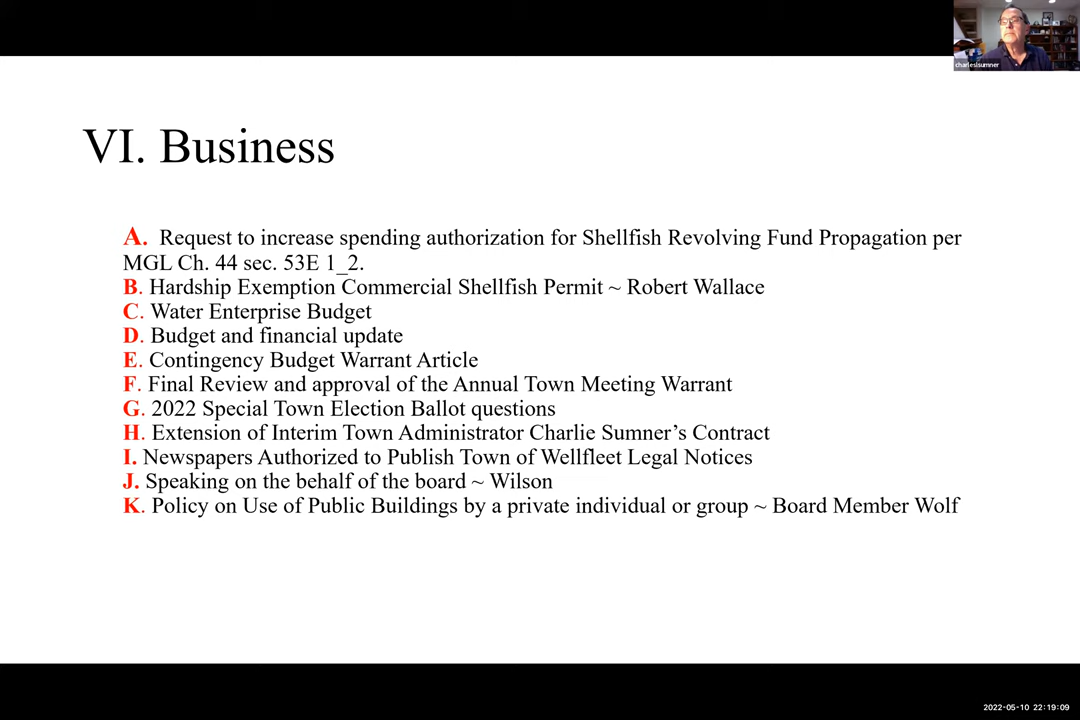 charleslsumner
VI. Business
A. Request to increase spending authorization for Shellfish Revolving Fund Propagation per
MGL Ch. 44 sec. 53E 1_2.
B. Hardship Exemption Commercial Shellfish Permit ~ Robert Wallace
C. Water Enterprise Budget
D. Budget and financial update
E. Contingency Budget Warrant Article
F. Final Review and approval of the Annual Town Meeting Warrant
G. 2022 Special Town Election Ballot questions
H. Extension of Interim Town Administrator Charlie Sumner’s Contract
I. Newspapers Authorized to Publish Town of Wellfleet Legal Notices
J. Speaking on the behalf of the board ~ Wilson
K. Policy on Use of Public Buildings by a private individual or group ~ Board Member Wolf
2022-05-10 22:19:09